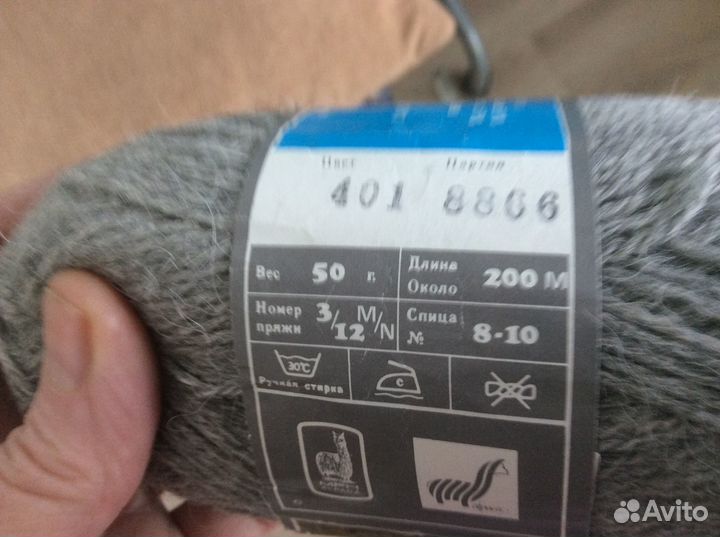 Цвет Партия
401 8866
Вес 50 г. Длина Около 200 М
Номер пряжи 3/12 M/N Спица № 8-10
30°C
Ручная стирка
c
Avito